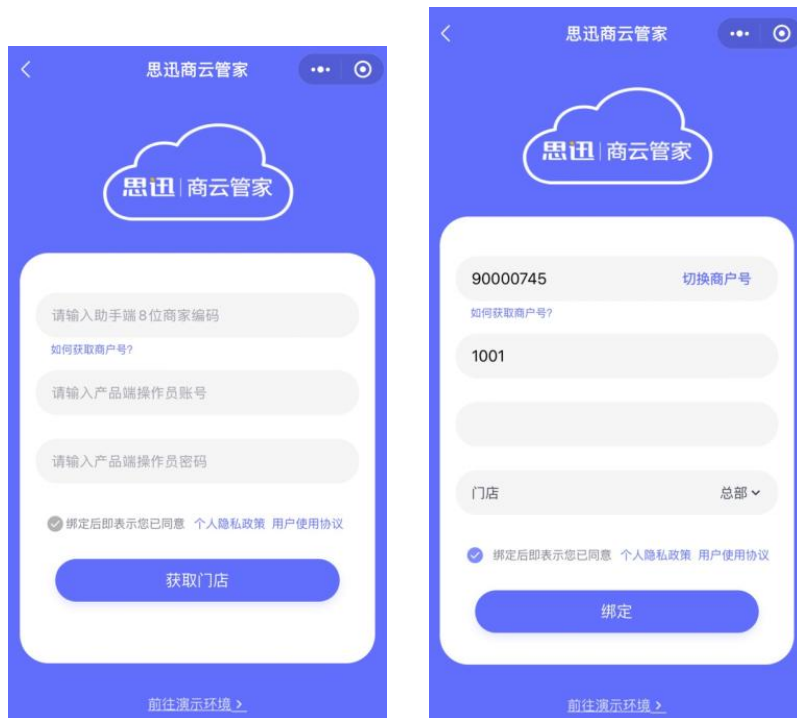 思迅商云管家
思迅|商云管家
请输入助手端8位商家编码
如何获取商户号?
请输入产品端操作员账号
请输入产品端操作员密码
绑定后即表示您已同意 个人隐私政策 用户使用协议
获取门店
前往演示环境 >
思迅商云管家
思迅|商云管家
90000745 切换商户号
如何获取商户号?
1001
门店 总部
绑定后即表示您已同意 个人隐私政策 用户使用协议
绑定
前往演示环境 >